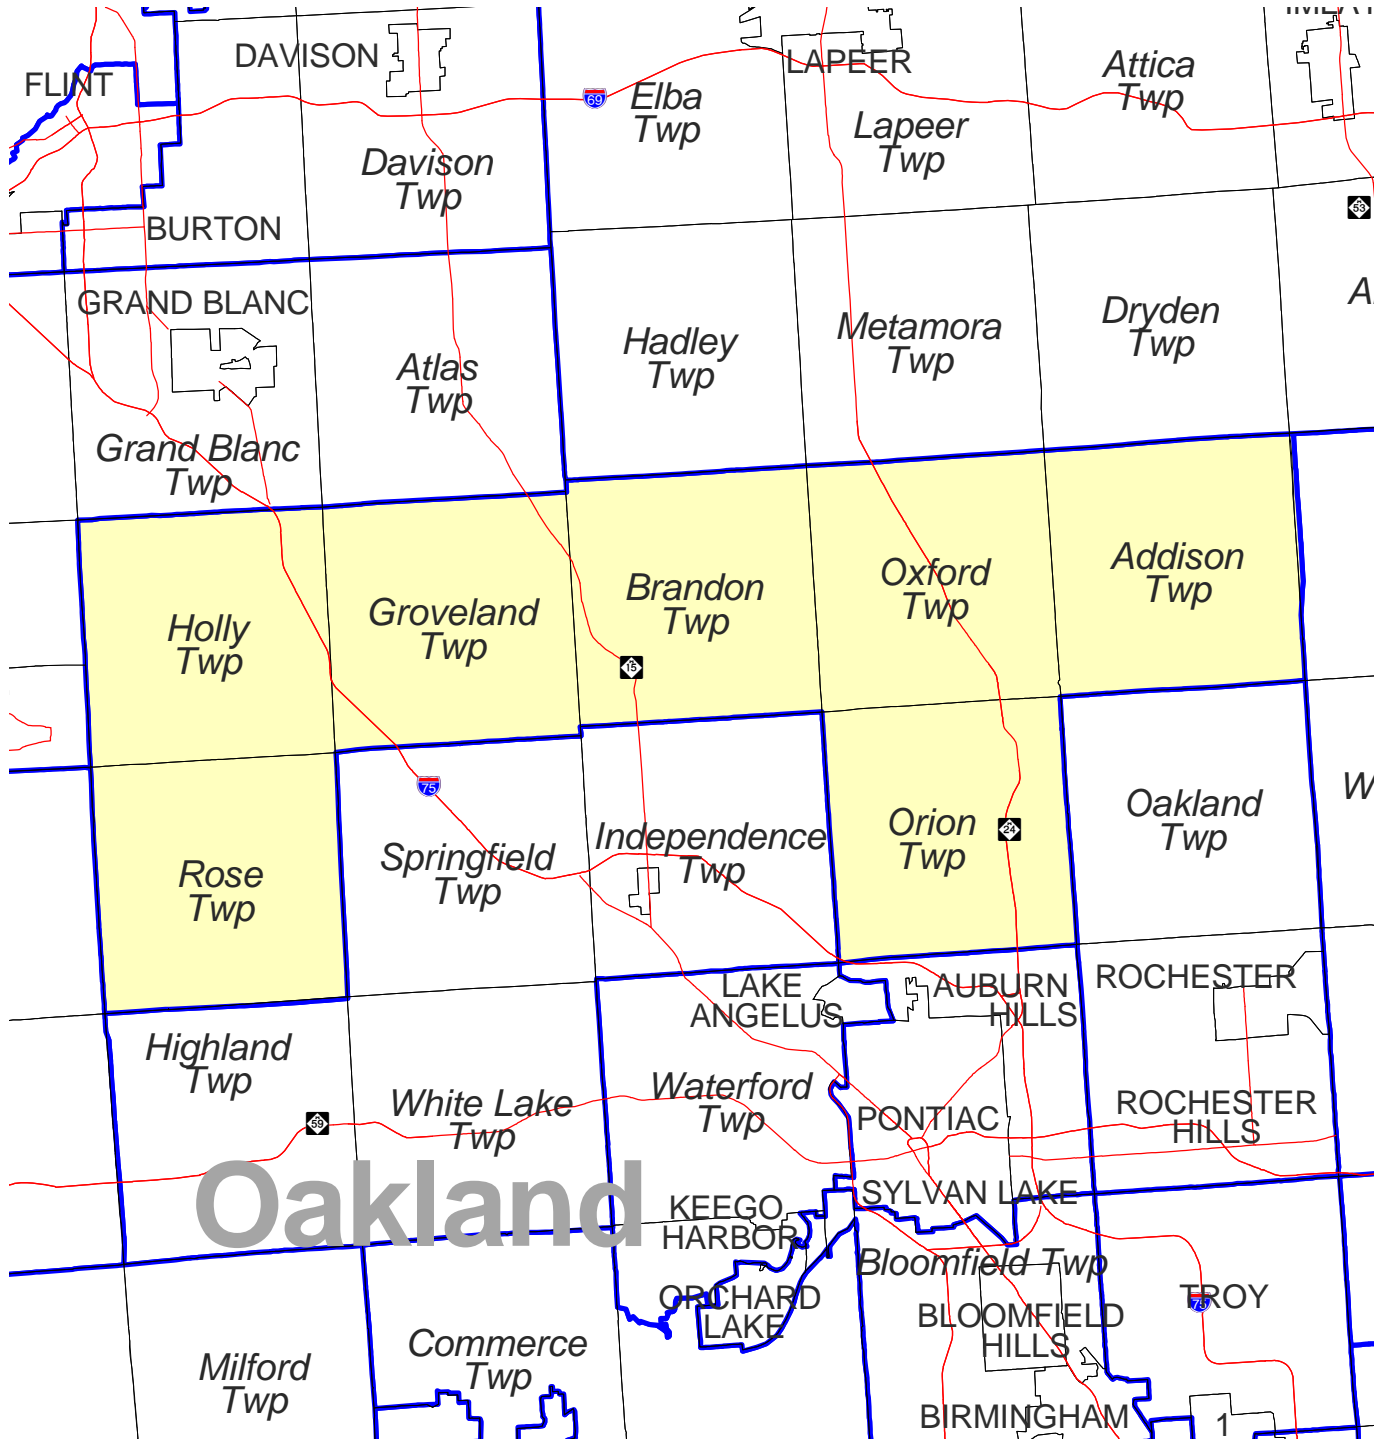 DAVISON
FLINT
LAPEER
Attica
Twp
69
Elba
Twp
Lapeer
Twp
Davison
Twp
53
BURTON
GRAND BLANC
Hadley
Twp
Metamora
Twp
Dryden
Twp
Atlas
Twp
Grand Blanc
Twp
Holly
Twp
Groveland
Twp
Brandon
Twp
Oxford
Twp
Addison
Twp
15
75
Springfield
Twp
Independence
Twp
Orion
Twp
24
Oakland
Twp
Rose
Twp
LAKE
ANGELUS
AUBURN
HILLS
ROCHESTER
Highland
Twp
59
White Lake
Twp
Waterford
Twp
PONTIAC
ROCHESTER
HILLS
Oakland
KEEGO
HARBOR
SYLVAN LAKE
Bloomfield Twp
ORCHARD
LAKE
BLOOMFIELD
HILLS
75
TROY
Milford
Twp
Commerce
Twp
BIRMINGHAM
1